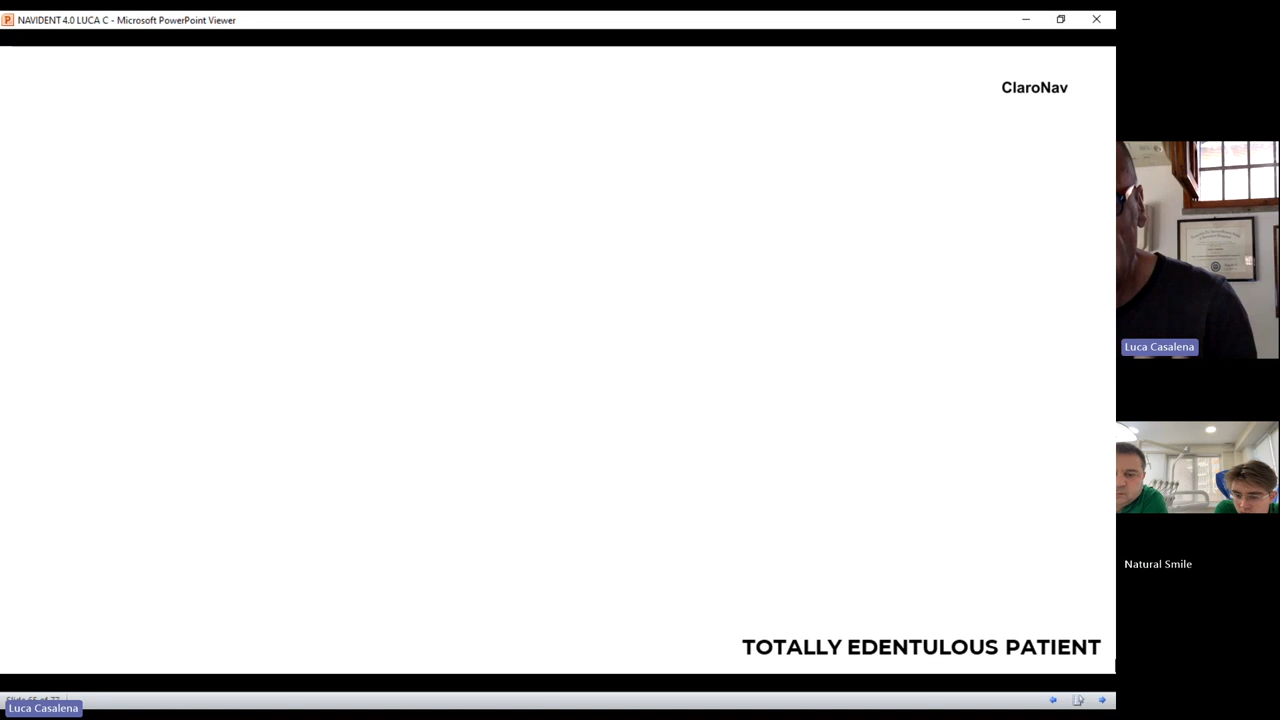 NAVIDENT 4.0 LUCA C - Microsoft PowerPoint Viewer
ClaroNav
Luca Casalena
Natural Smile
TOTALLY EDENTULOUS PATIENT
Luca Casalena